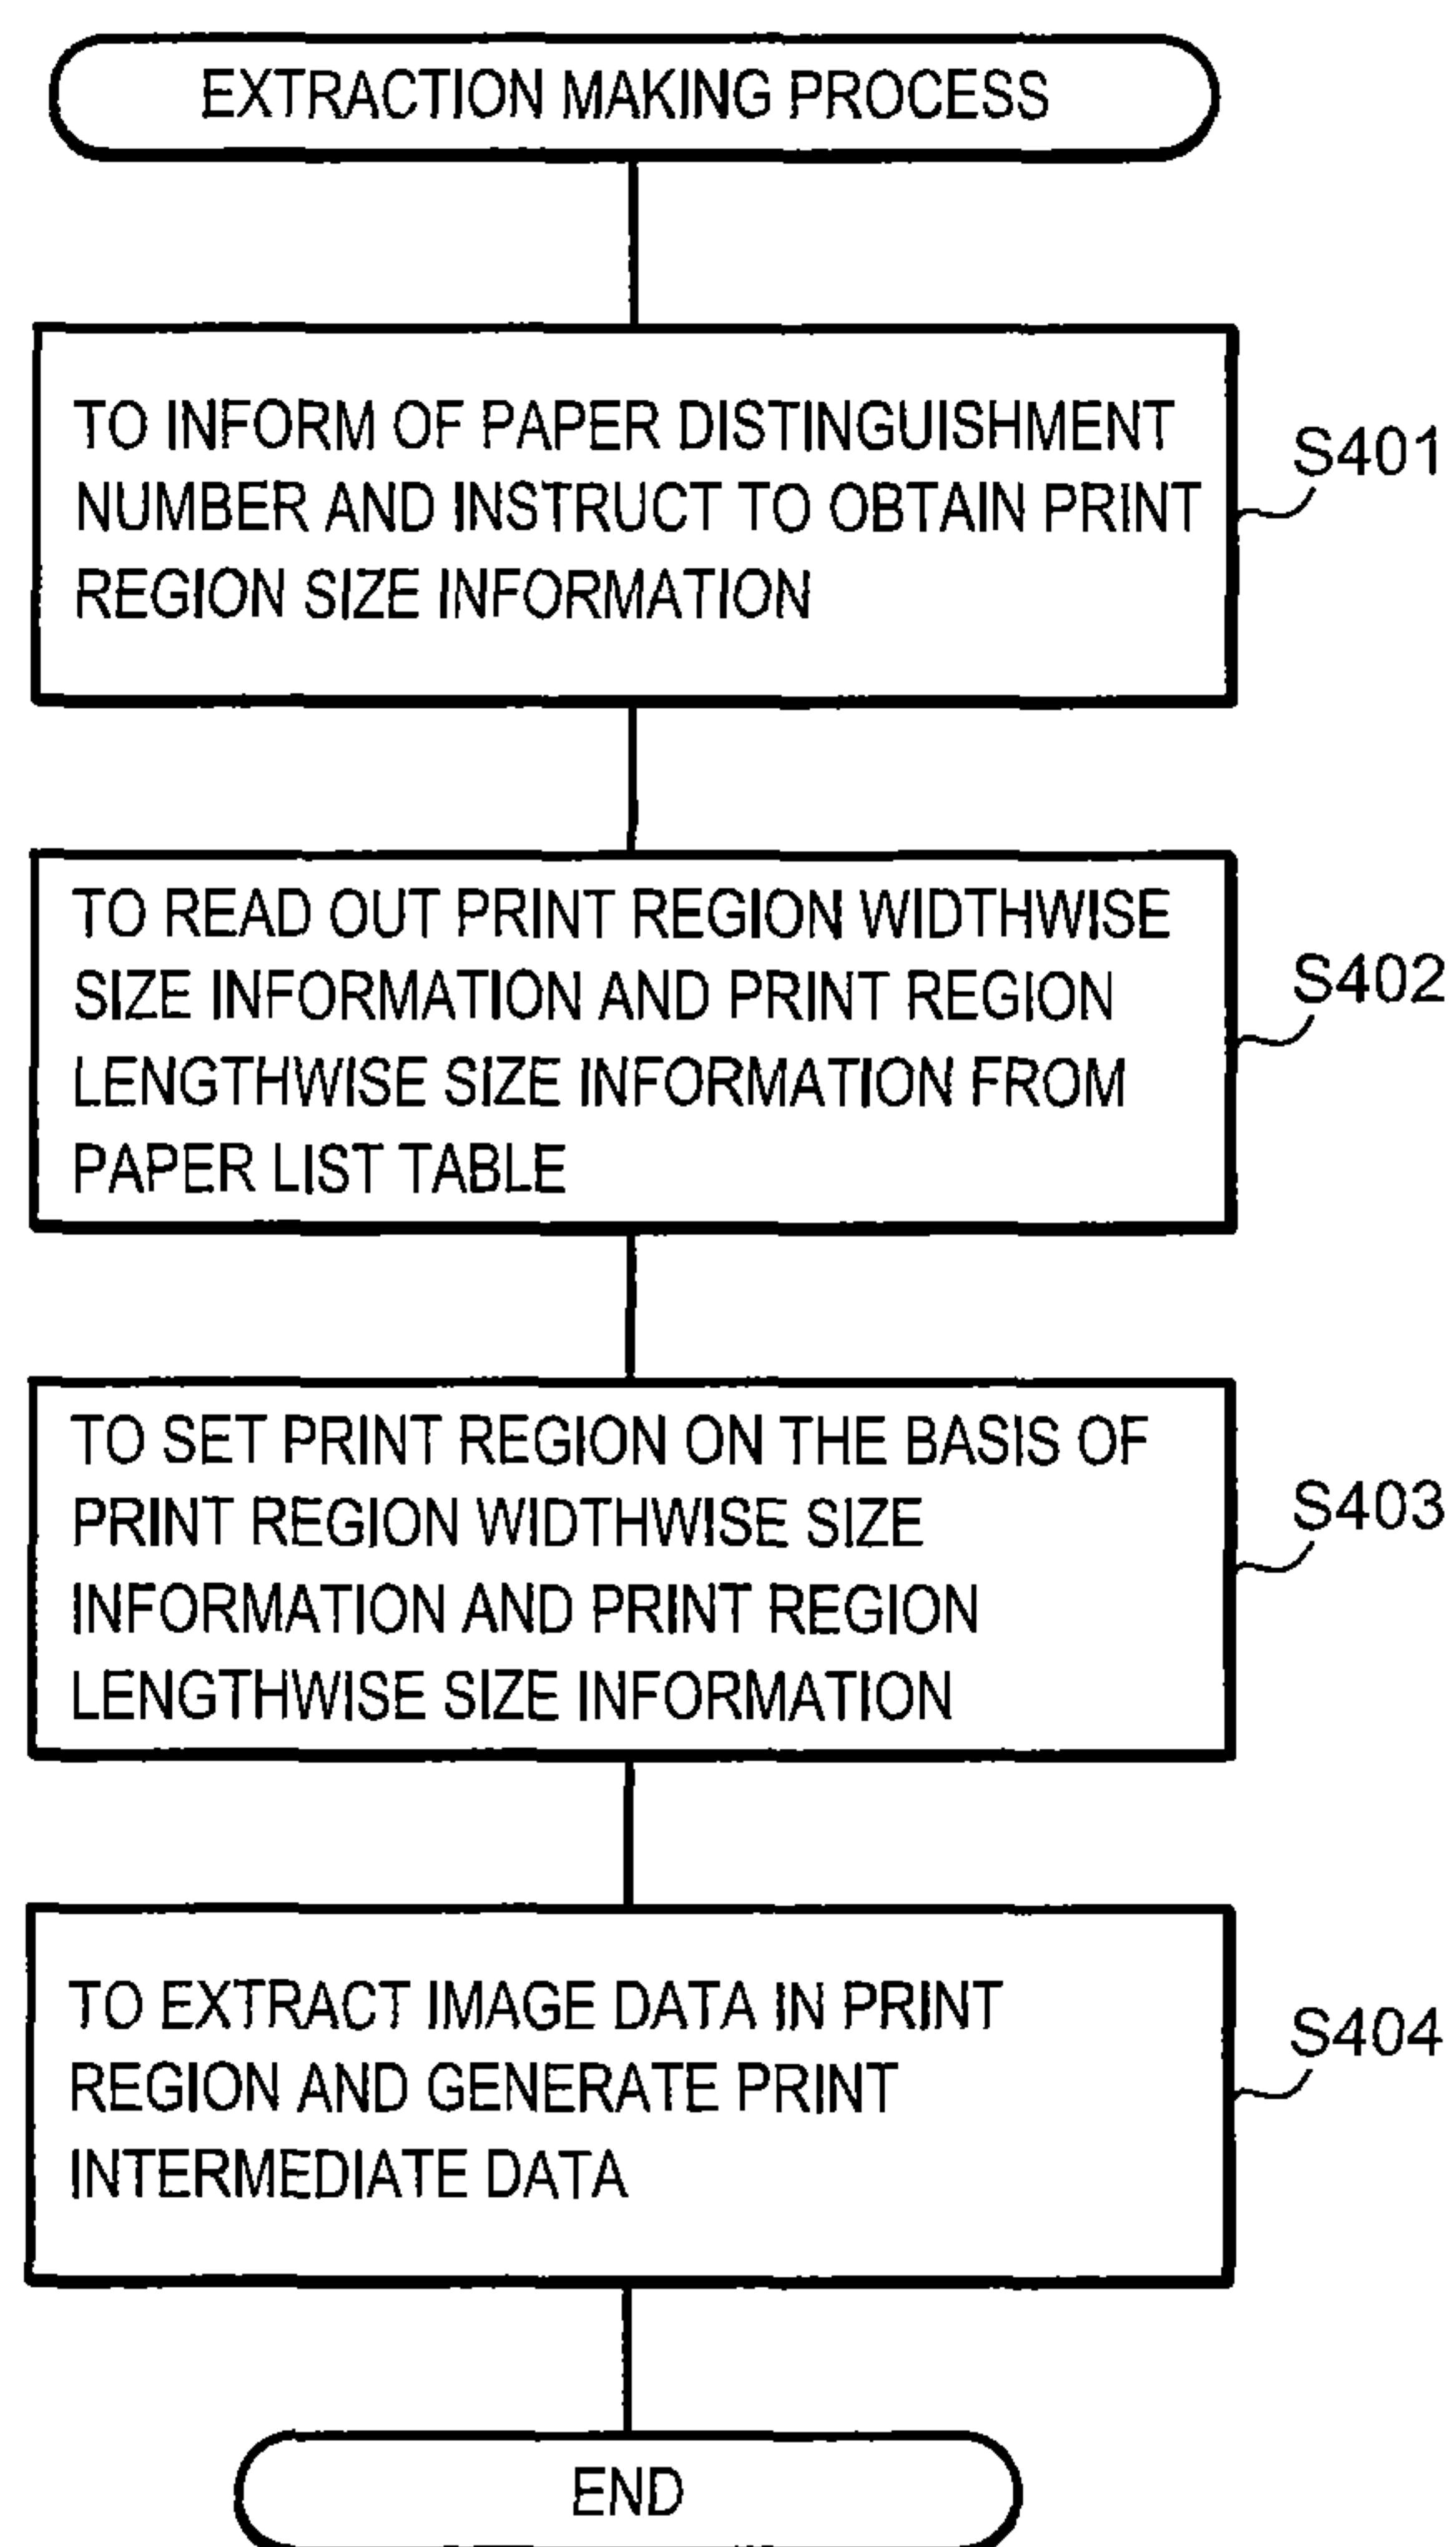 EXTRACTION MAKING PROCESS
TO INFORM OF PAPER DISTINGUISHMENT
NUMBER AND INSTRUCT TO OBTAIN PRINT
REGION SIZE INFORMATION
S401
TO READ OUT PRINT REGION WIDTHWISE
SIZE INFORMATION AND PRINT REGION
LENGTHWISE SIZE INFORMATION FROM
PAPER LIST TABLE
S402
TO SET PRINT REGION ON THE BASIS OF
PRINT REGION WIDTHWISE SIZE
INFORMATION AND PRINT REGION
LENGTHWISE SIZE INFORMATION
S403
TO EXTRACT IMAGE DATA IN PRINT
REGION AND GENERATE PRINT
INTERMEDIATE DATA
S404
END